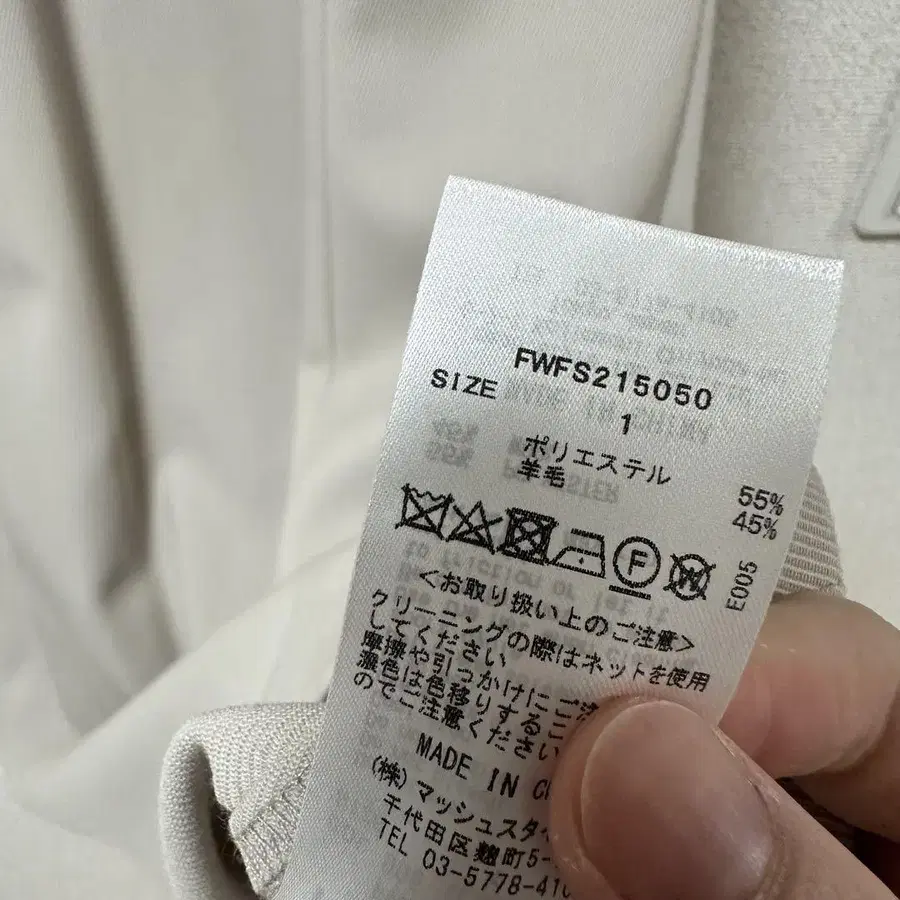 FWFS215050
SIZE 1
ポリエステル 55%
羊毛 45%
F W
E005
<お取り扱い上のご注意>
クリーニングの際はネットを使用
してください
摩擦や引っかけにご注
濃色は色移りするこ
のでご注意ください
MADE IN C
(株)マッシュスタイ
千代田区麹町5-
TEL 03-5778-410